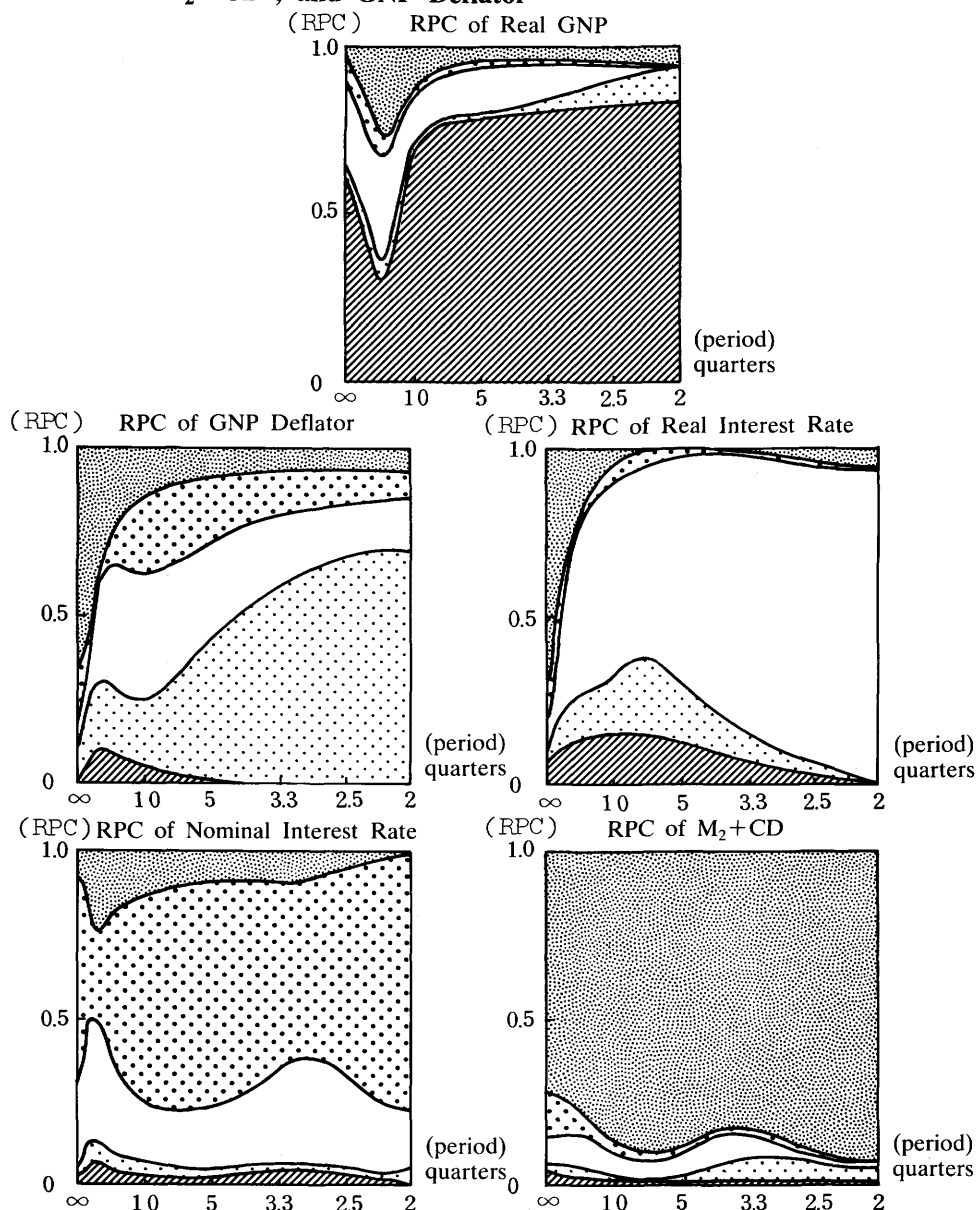 (RPC) RPC of Real GNP
1.0
0.5
(period)
quarters
0
∞ 10 5 3.3 2.5 2
(RPC) RPC of GNP Deflator
1.0
0.5
(period)
quarters
0
∞ 10 5 3.3 2.5 2
(RPC) RPC of Real Interest Rate
1.0
0.5
(period)
quarters
0
∞ 10 5 3.3 2.5 2
(RPC) RPC of Nominal Interest Rate
1.0
0.5
(period)
quarters
0
∞ 10 5 3.3 2.5 2
(RPC) RPC of M₂+CD
1.0
0.5
(period)
quarters
0
∞ 10 5 3.3 2.5 2